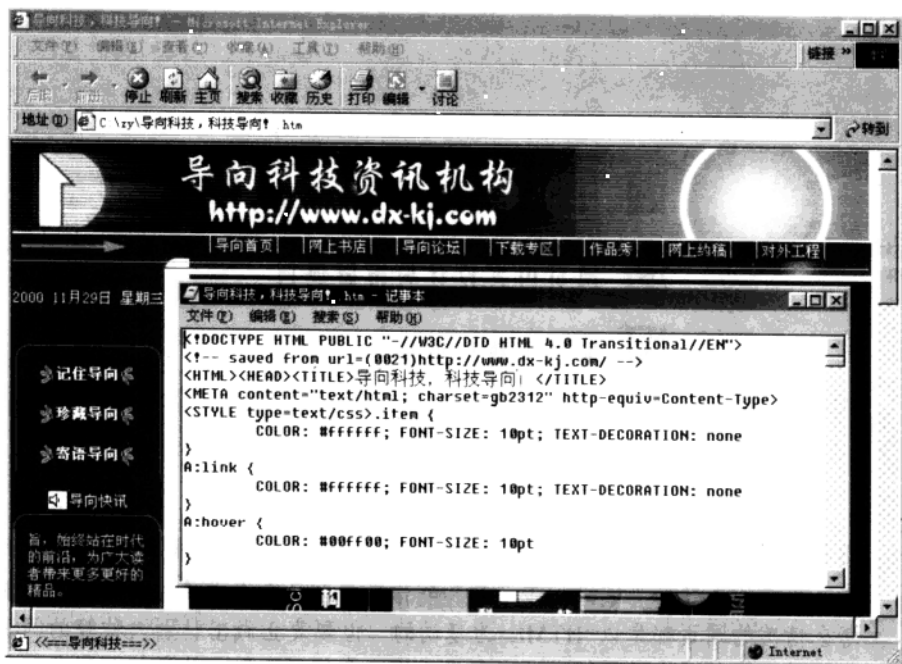 导向科技，科技导向! - Microsoft Internet Explorer
文件(F) 编辑(E) 查看(V) 收藏(A) 工具(T) 帮助(H)
链接 »
后退 前进 停止 刷新 主页 搜索 收藏 历史 打印 编辑 讨论
地址(D) C:\zy\导向科技，科技导向! .htm 转到
导向科技资讯机构
http://www.dx-kj.com
导向首页| |网上书店| |导向论坛| |下载专区| |作品秀| |网上约稿| |对外工程|
2000 11月29日 星期三
记住导向
珍藏导向
寄语导向
导向快讯
旨，始终站在时代
的前沿，为广大读
者带来更多更好的
精品。
导向科技，科技导向! .htm - 记事本
文件(F) 编辑(E) 搜索(S) 帮助(H)
<!DOCTYPE HTML PUBLIC "-//W3C//DTD HTML 4.0 Transitional//EN">
<!-- saved from url=(0021)http://www.dx-kj.com/ -->
<HTML><HEAD><TITLE>导向科技，科技导向! </TITLE>
<META content="text/html; charset=gb2312" http-equiv=Content-Type>
<STYLE type=text/css>.item {
COLOR: #ffffff; FONT-SIZE: 10pt; TEXT-DECORATION: none
}
A:link {
COLOR: #ffffff; FONT-SIZE: 10pt; TEXT-DECORATION: none
}
A:hover {
COLOR: #00ff00; FONT-SIZE: 10pt
}
构
<<===导向科技===>>
Internet